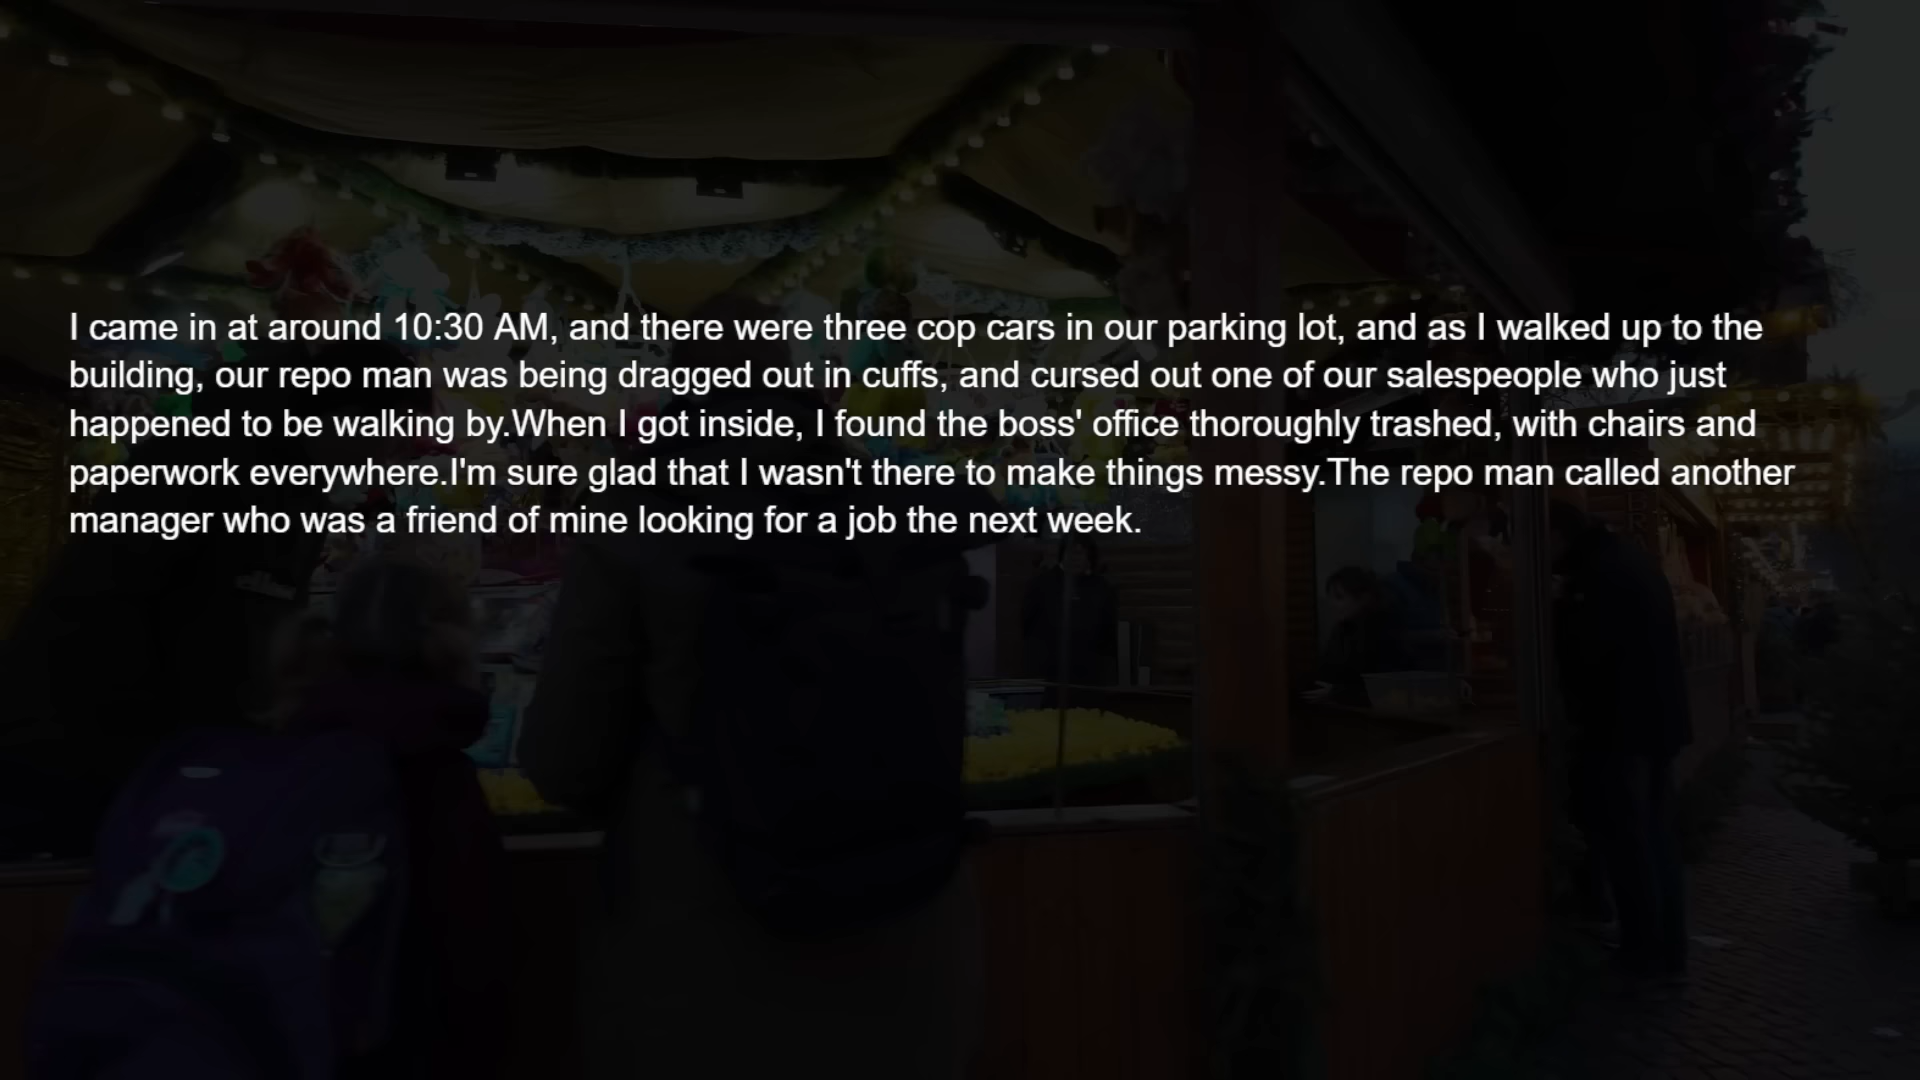 I came in at around 10:30 AM, and there were three cop cars in our parking lot, and as I walked up to the
building, our repo man was being dragged out in cuffs, and cursed out one of our salespeople who just
happened to be walking by.When I got inside, I found the boss' office thoroughly trashed, with chairs and
paperwork everywhere.I'm sure glad that I wasn't there to make things messy.The repo man called another
manager who was a friend of mine looking for a job the next week.